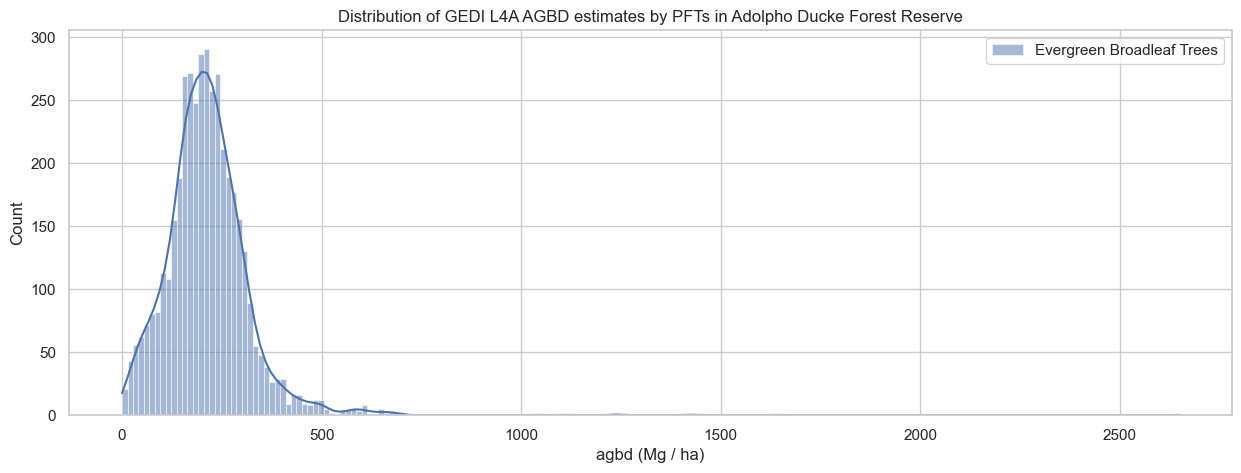 Distribution of GEDI L4A AGBD estimates by PFTs in Adolpho Ducke Forest Reserve
Evergreen Broadleaf Trees
Count
300
250
200
150
100
50
0
0 500 1000 1500 2000 2500
agbd (Mg / ha)